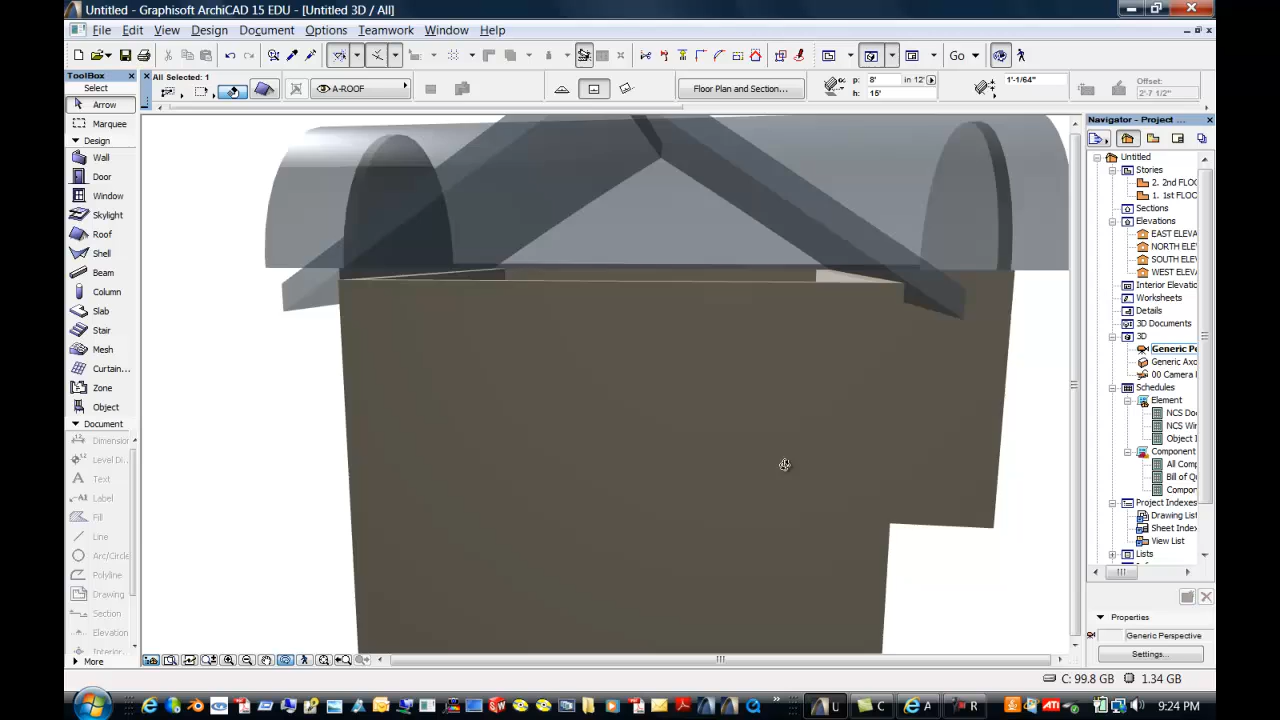 Untitled - Graphisoft ArchiCAD 15 EDU - [Untitled 3D / All]
File Edit View Design Options Document Options Teamwork Window Help
ToolBox
All Selected: 1
Select
Arrow
A-ROOF
Floor Plan and Section...
p: 8' in 12'
h: 15'
1'-1/64"
Offset:
2'-7 1/2"
Marquee
Design
Wall
Door
Window
Skylight
Roof
Shell
Beam
Column
Slab
Stair
Mesh
Curtain...
Zone
Object
Document
Dimension
Level Di...
Text
Label
Fill
Line
Arc/Circle
Polyline
Drawing
Section
Elevation
Interior
More
Go
Navigator - Project ...
Untitled
Stories
2. 2nd FLO
1. 1st FLO
Sections
Elevations
EAST ELEVA
NORTH ELE
SOUTH ELE
WEST ELEV
Interior Elevatio
Worksheets
Details
3D Documents
3D
Generic Pe
Generic Axo
00 Camera
Schedules
Element
NCS Do
NCS Wir
Object I
Component
All Comp
Bill of Q
Compor
Project Indexes
Drawing List
Sheet Index
View List
Lists
Properties
Generic Perspective
Settings...
C: 99.8 GB
1.34 GB
U
C
A
R
9:24 PM